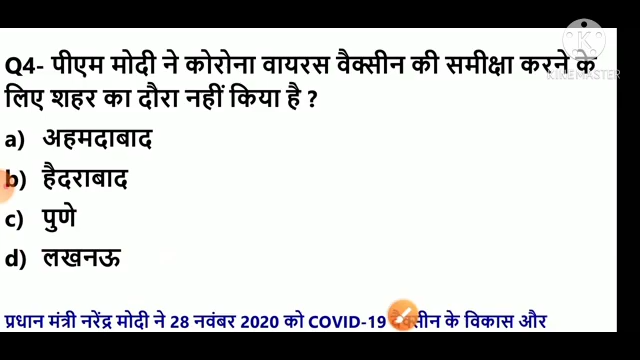 KINEMASTER
Q4- पीएम मोदी ने कोरोना वायरस वैक्सीन की समीक्षा करने के
लिए शहर का दौरा नहीं किया है ?
a) अहमदाबाद
b) हैदराबाद
c) पुणे
d) लखनऊ
प्रधान मंत्री नरेंद्र मोदी ने 28 नवंबर 2020 को COVID-19 वैक्सीन के विकास और